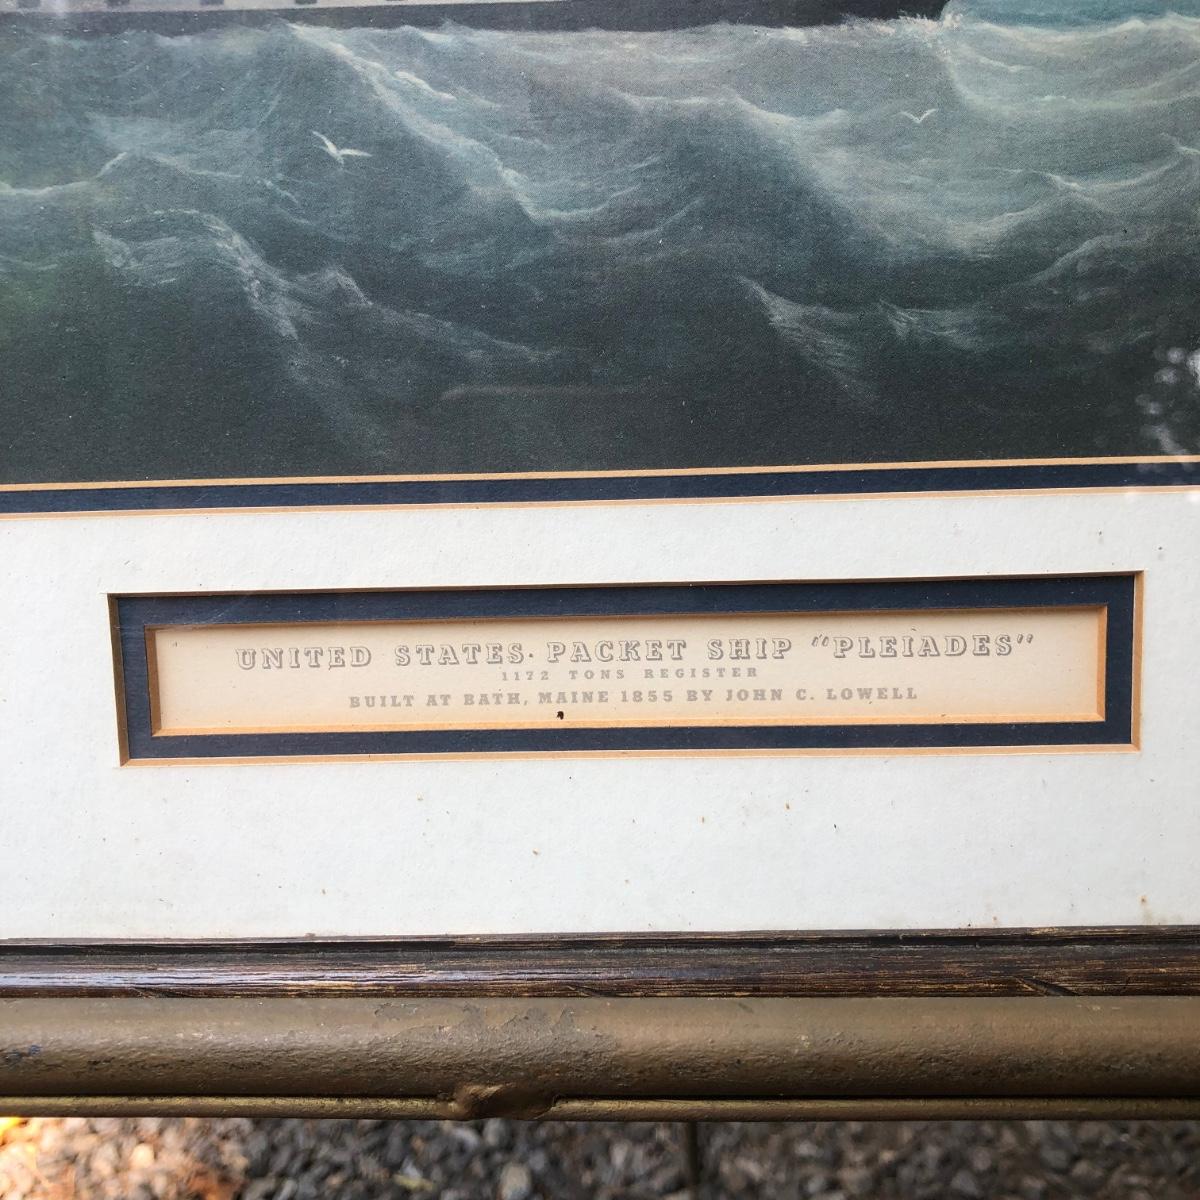 UNITED STATES. PACKET SHIP "PLEIADES"
1172 TONS REGISTER
BUILT AT BATH, MAINE 1855 BY JOHN C. LOWELL